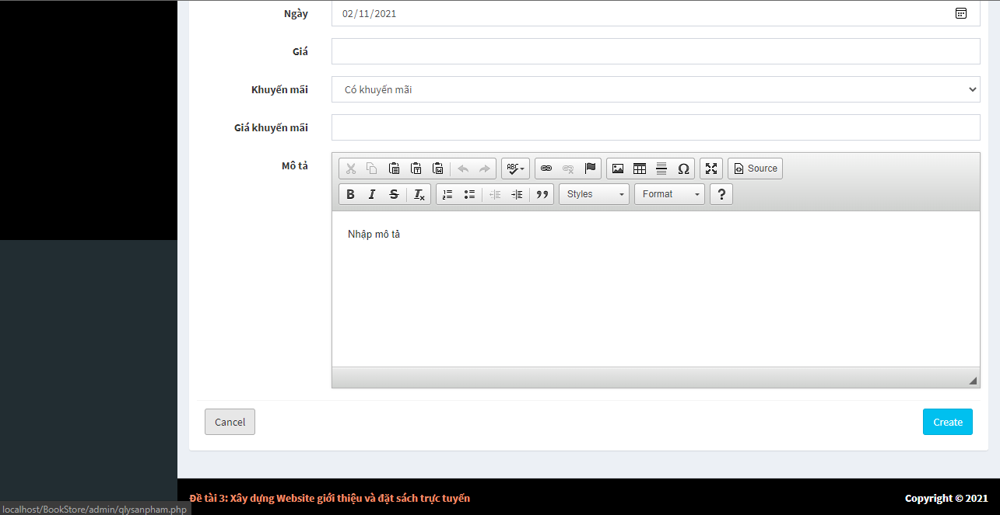 Ngày 02/11/2021
Giá
Khuyến mãi Có khuyến mãi
Giá khuyến mãi
Mô tả
ABC Source
B I S Ix Styles Format ?
Nhập mô tả
Cancel Create
Đề tài 3: Xây dựng Website giới thiệu và đặt sách trực tuyến Copyright © 2021
localhost/BookStore/admin/qlysanpham.php